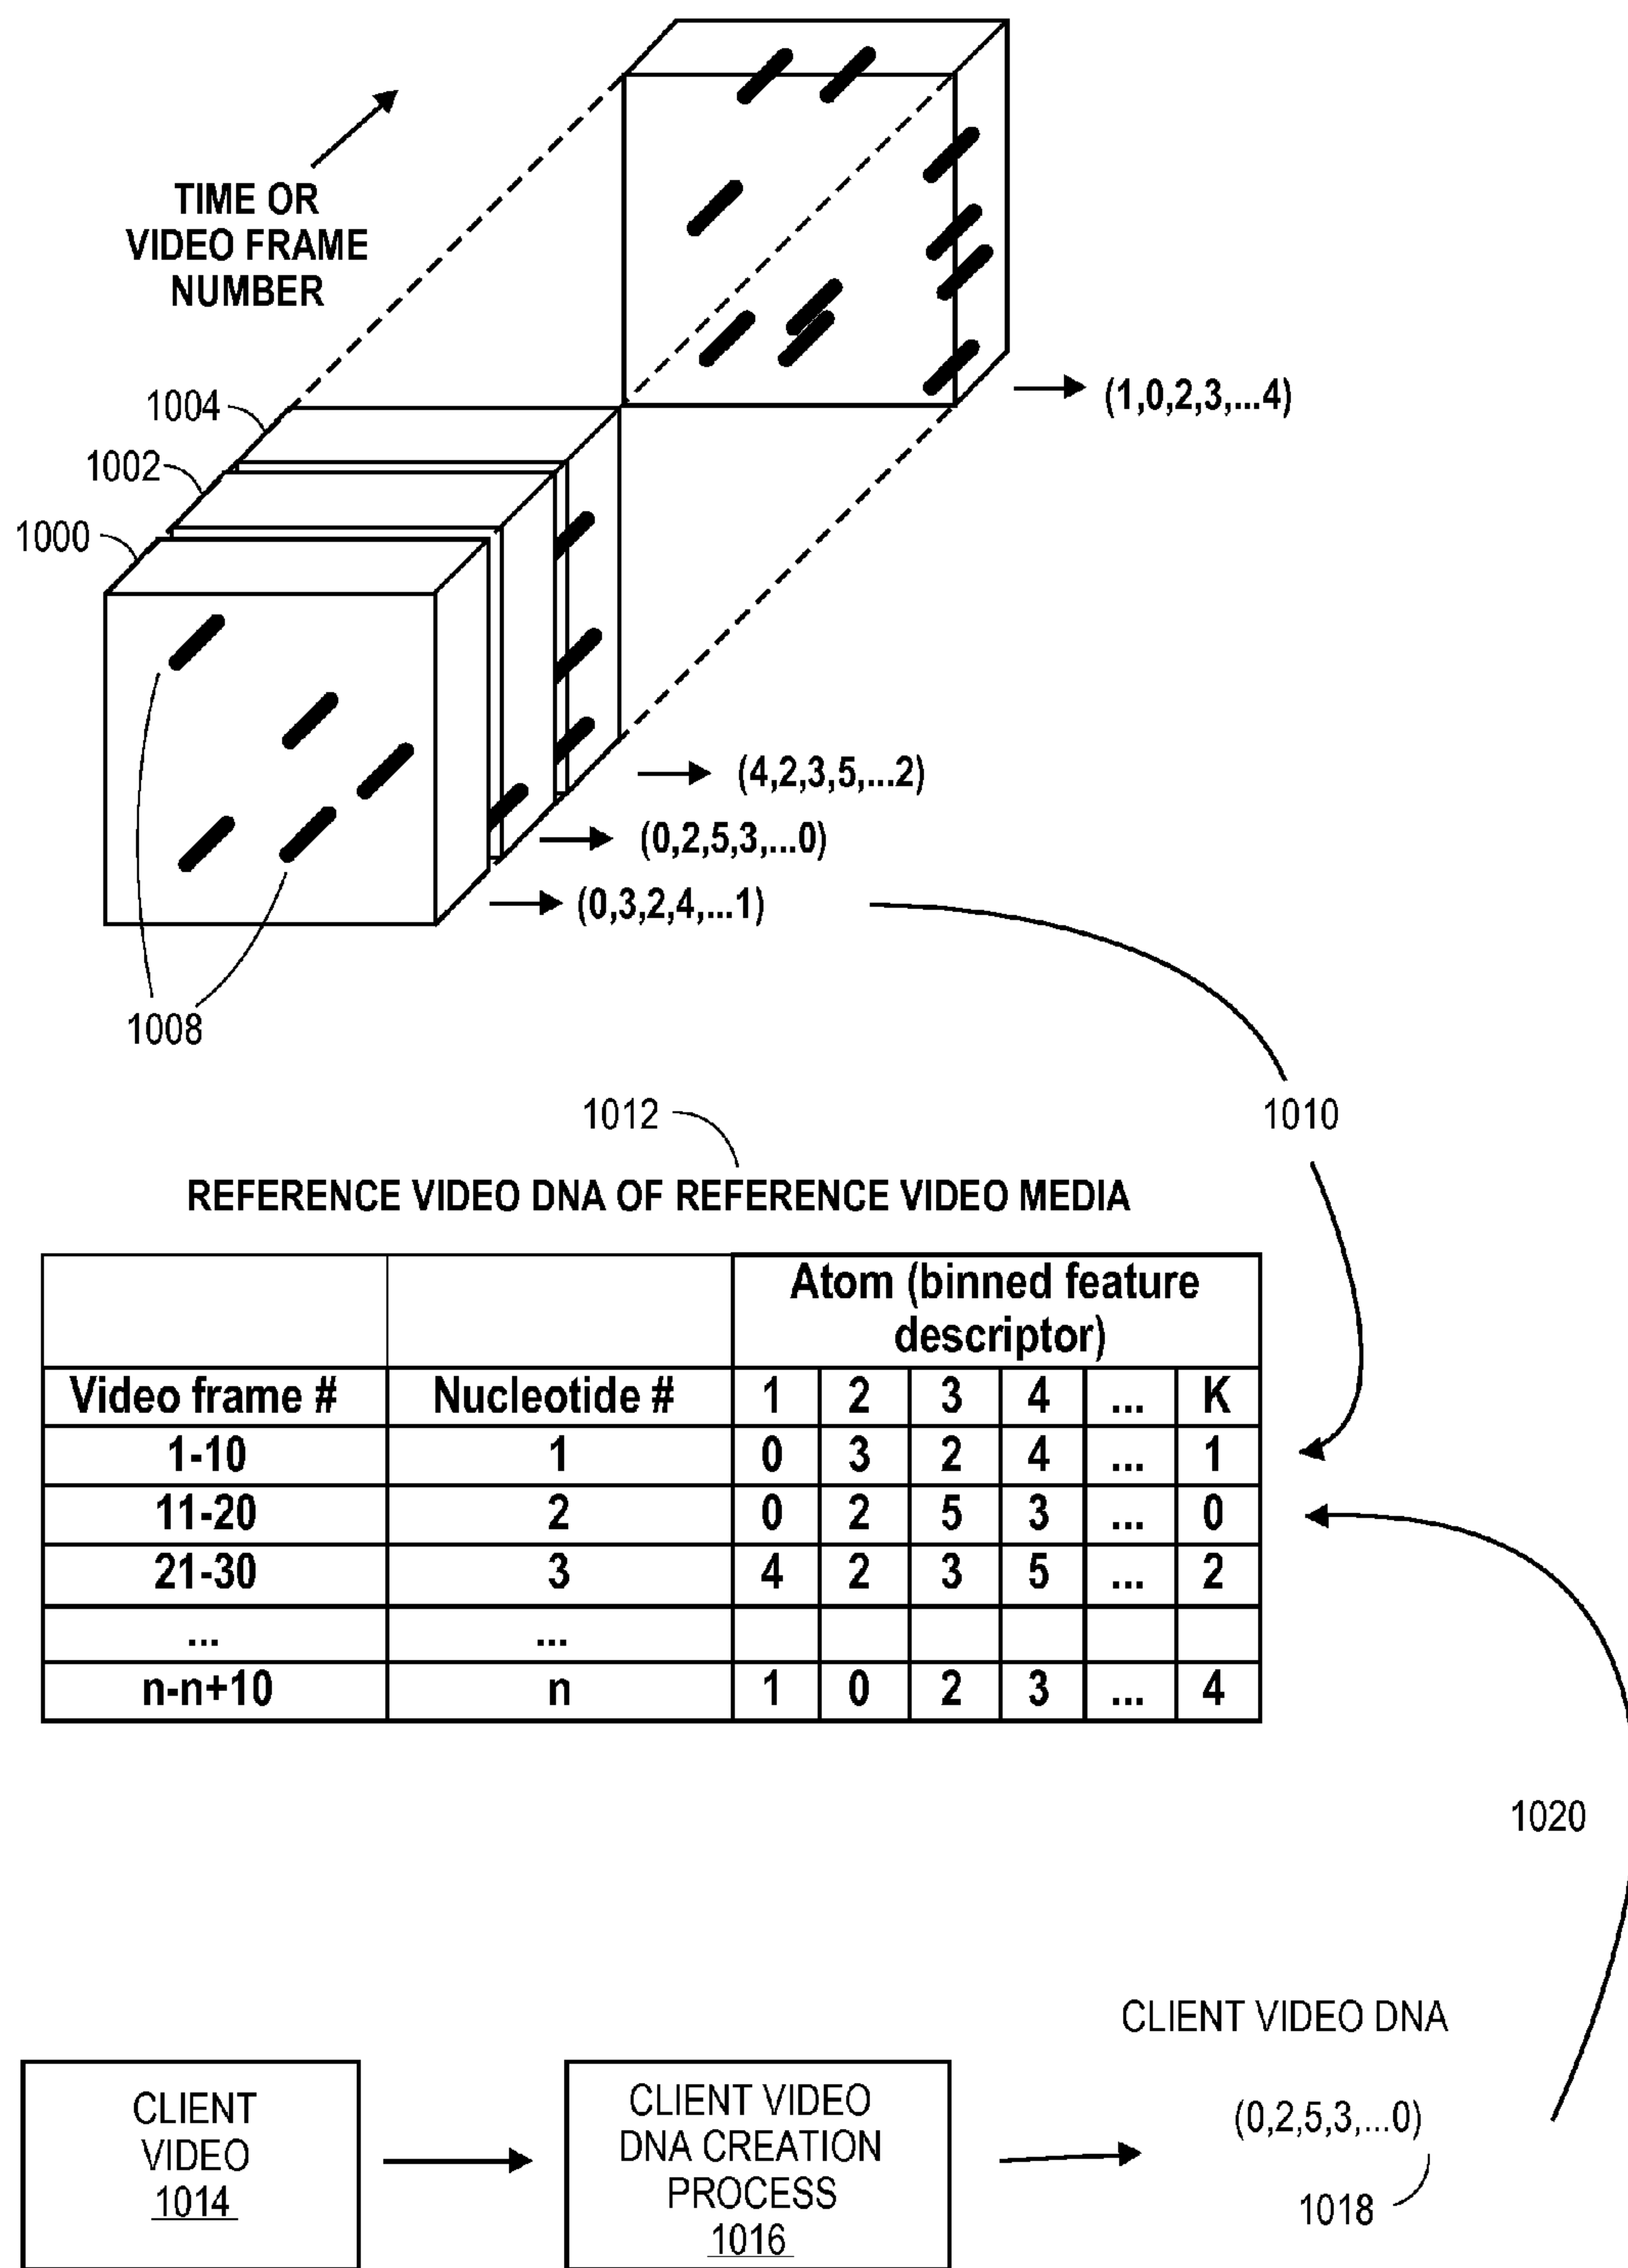 TIME OR
VIDEO FRAME
NUMBER
1004
1002
1000
(1,0,2,3,...4)
(4,2,3,5,...2)
(0,2,5,3,...0)
(0,3,2,4,...1)
1008
1010
1012
REFERENCE VIDEO DNA OF REFERENCE VIDEO MEDIA
Atom (binned feature
descriptor)
Video frame # Nucleotide # 1 2 3 4 ... K
1-10 1 0 3 2 4 ... 1
11-20 2 0 2 5 3 ... 0
21-30 3 4 2 3 5 ... 2
... ...
n-n+10 n 1 0 2 3 ... 4
1020
CLIENT VIDEO DNA
CLIENT
VIDEO
1014
CLIENT VIDEO
DNA CREATION
PROCESS
1016
(0,2,5,3,...0)
1018